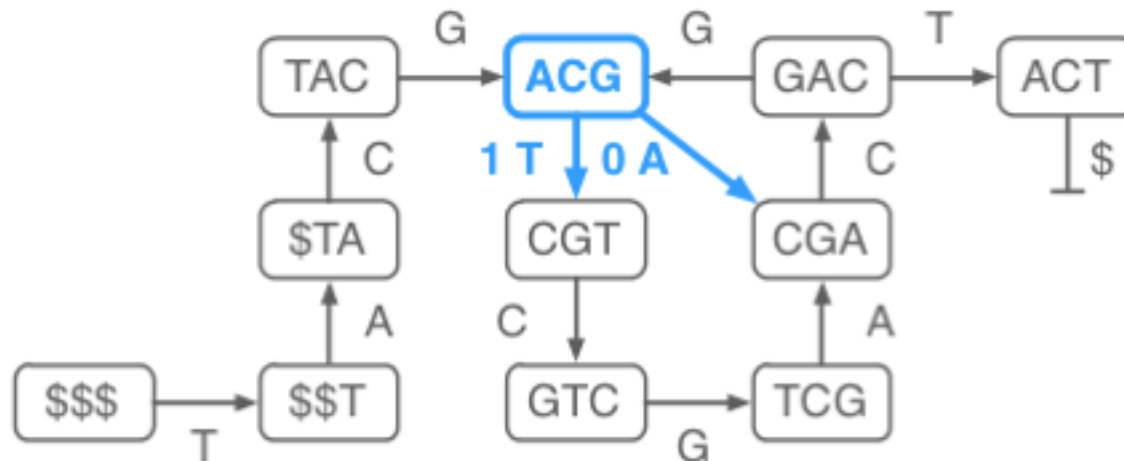 G G T
TAC ACG GAC ACT
C 1 T 0 A C $
$TA CGT CGA
A C A
$$$ $$T GTC TCG
T G